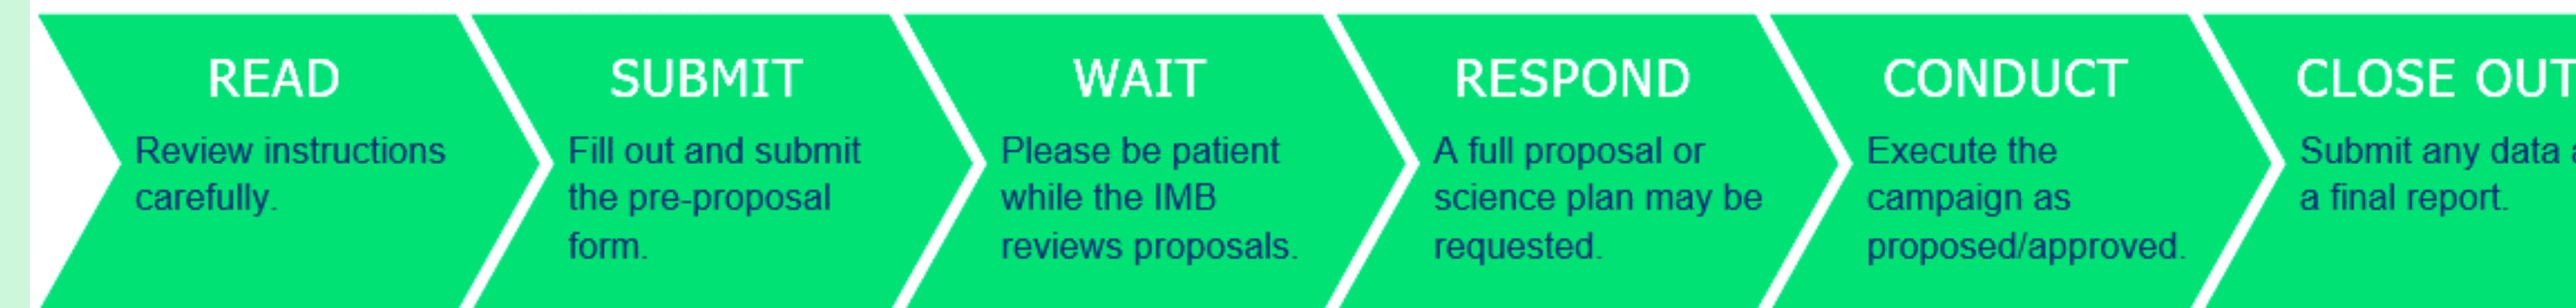 READ
Review instructions
carefully.
SUBMIT
Fill out and submit
the pre-proposal
form.
WAIT
Please be patient
while the IMB
reviews proposals.
RESPOND
A full proposal or
science plan may be
requested.
CONDUCT
Execute the
campaign as
proposed/approved.
CLOSE OUT
Submit any data
a final report.